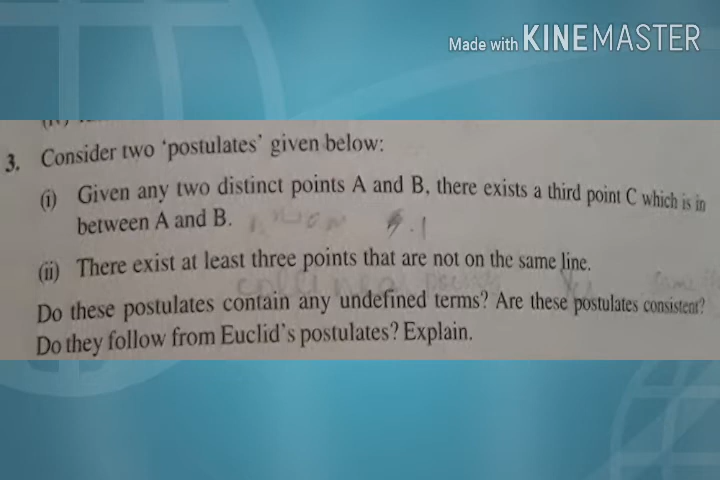 Made with KINEMASTER
3. Consider two 'postulates' given below:
(i) Given any two distinct points A and B, there exists a third point C which is in
between A and B.
(ii) There exist at least three points that are not on the same line.
Do these postulates contain any undefined terms? Are these postulates consistent?
Do they follow from Euclid's postulates? Explain.